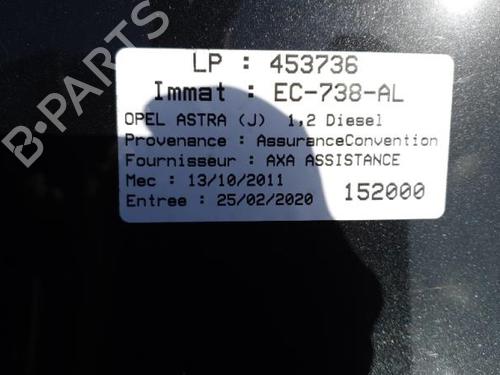 B-PARTS
LP : 453736
Immat : EC-738-AL
OPEL ASTRA (J) 1,2 Diesel
Provenance : AssuranceConvention
Fournisseur : AXA ASSISTANCE
Mec : 13/10/2011
Entree : 25/02/2020 152000